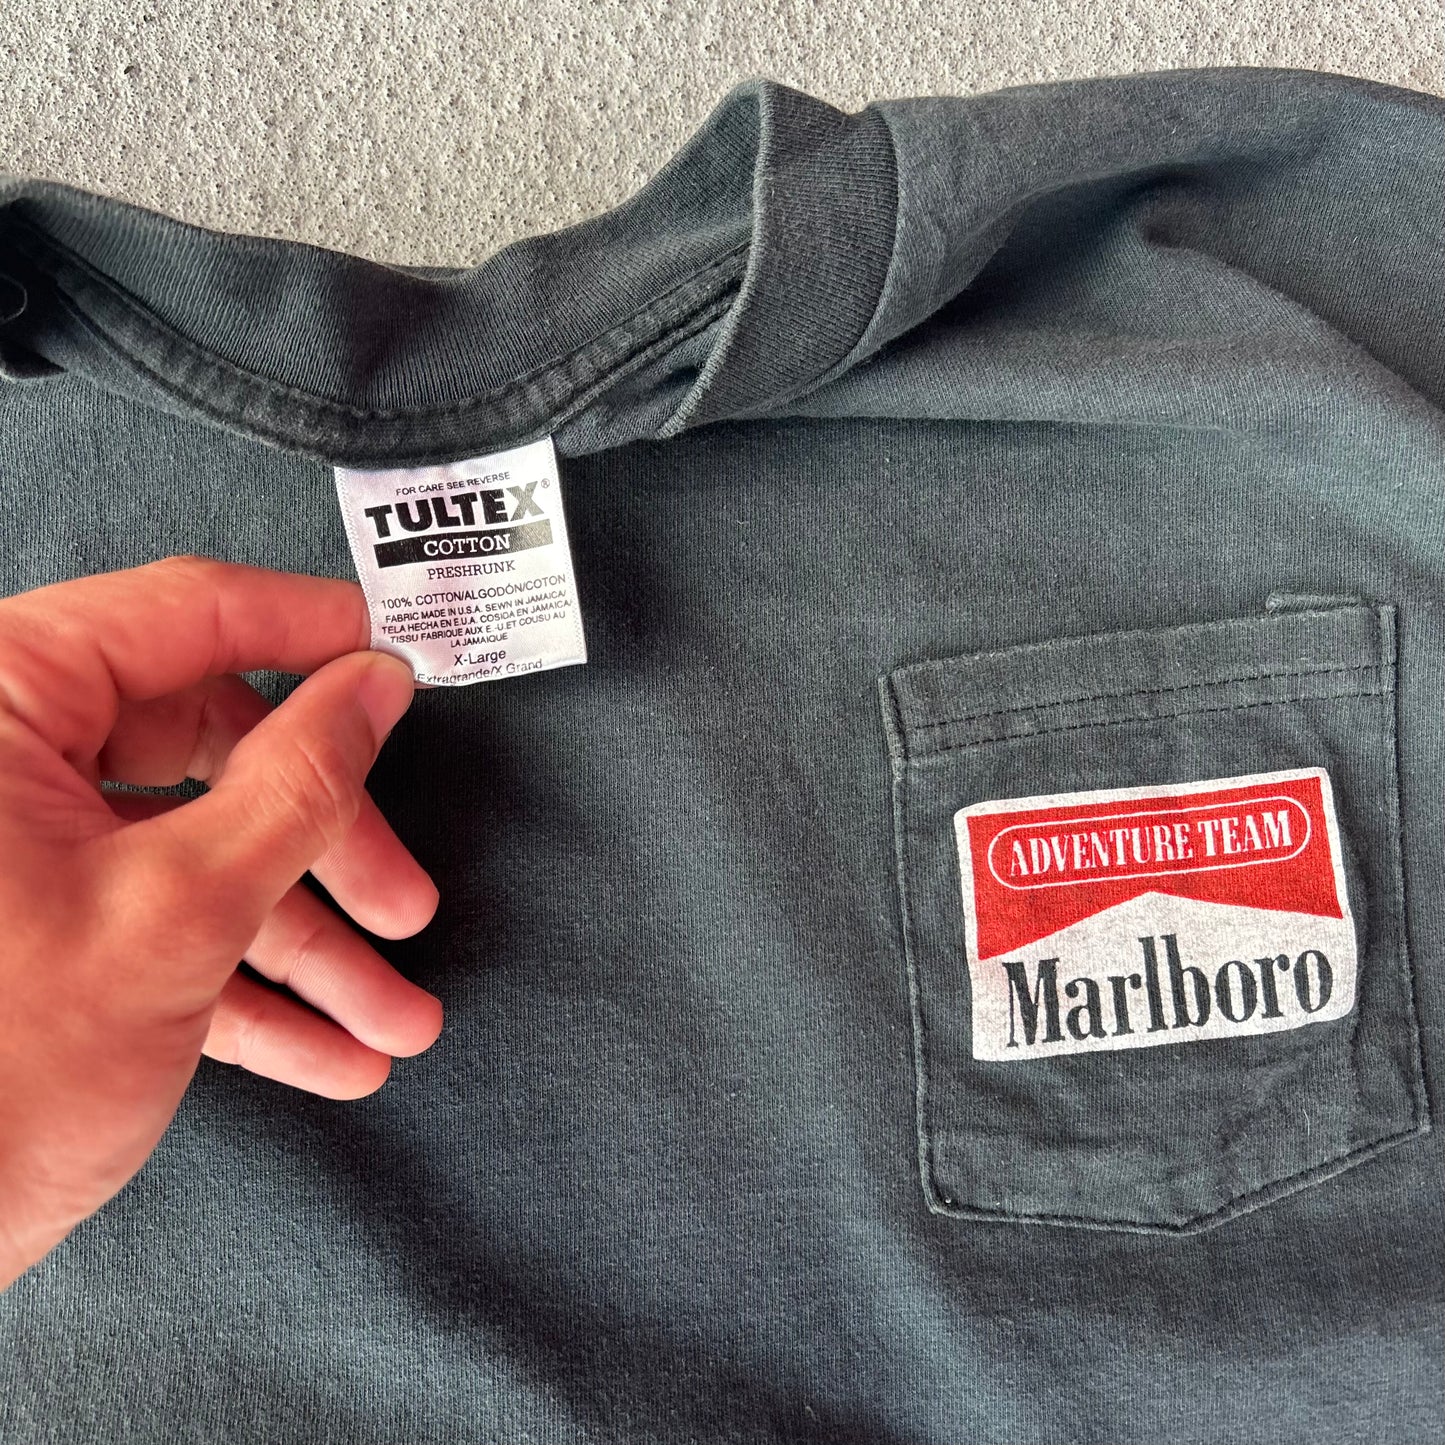 FOR CARE SEE REVERSE
TULTEX®
COTTON
PRESHRUNK
100% COTTON/ALGODÓN/COTON
FABRIC MADE IN U.S.A. SEWN IN JAMAICA/
TELA HECHA EN E.U.A. COSIDA EN JAMAICA/
TISSU FABRIQUE AUX E.-U.ET COUSU AU
LA JAMAIQUE
X-Large
Extragrande/X Grand
ADVENTURE TEAM
Marlboro